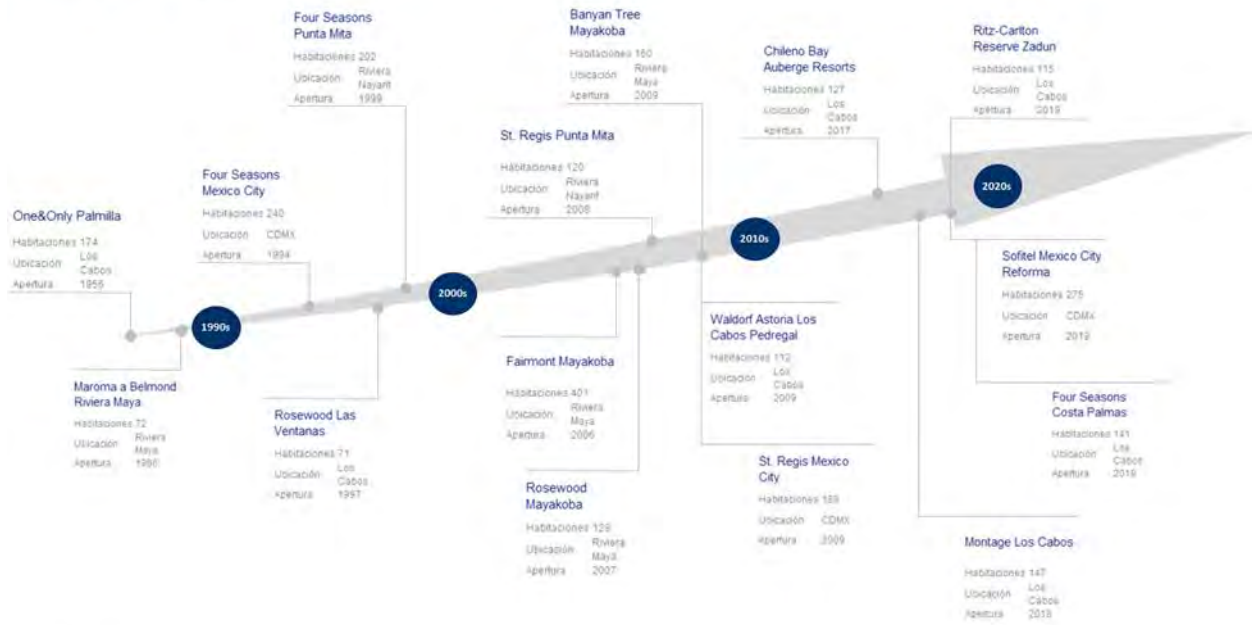 Four Seasons
Punta Mita
Habitaciones 202
Ubicación Riviera
Nayarit
Apertura 1999
Banyan Tree
Mayakoba
Habitaciones 160
Ubicación Riviera
Maya
Apertura 2009
Chileno Bay
Auberge Resorts
Habitaciones 127
Ubicación Los
Cabos
Apertura 2017
Ritz-Carlton
Reserve Zadun
Habitaciones 115
Ubicación Los
Cabos
Apertura 2019
St. Regis Punta Mita
Habitaciones 120
Ubicación Riviera
Nayarit
Apertura 2008
Four Seasons
Mexico City
Habitaciones 240
Ubicación CDMX
Apertura 1994
One&Only Palmilla
Habitaciones 174
Ubicación Los
Cabos
Apertura 1956
1990s
2000s
2010s
2020s
Maroma a Belmond
Riviera Maya
Habitaciones 72
Ubicación Riviera
Maya
Apertura
Rosewood Las
Ventanas
Habitaciones 71
Ubicación Los
Cabos
Apertura 1997
Fairmont Mayakoba
Habitaciones 401
Ubicación Riviera
Maya
Apertura 2006
Rosewood
Mayakoba
Habitaciones 129
Ubicación Riviera
Maya
Apertura 2007
Waldorf Astoria Los
Cabos Pedregal
Habitaciones 112
Ubicación Los
Cabos
Apertura 2009
St. Regis Mexico
City
Habitaciones 189
Ubicación CDMX
Apertura 2009
Sofitel Mexico City
Reforma
Habitaciones 275
Ubicación CDMX
Apertura 2019
Four Seasons
Costa Palmas
Habitaciones 141
Ubicación Los
Cabos
Apertura 2019
Montage Los Cabos
Habitaciones 147
Ubicación Los
Cabos
Apertura 2018